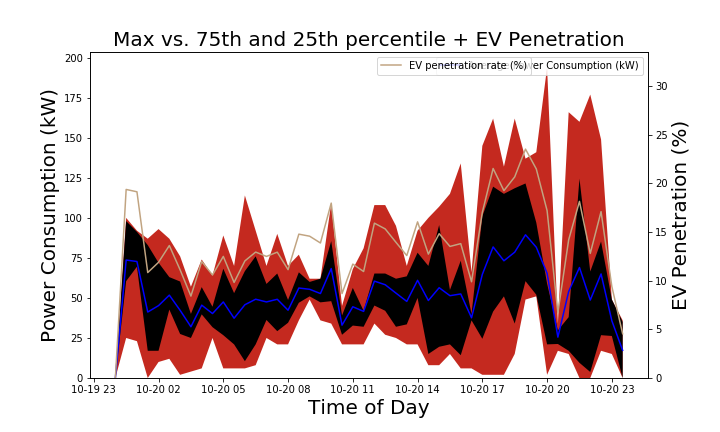 Max vs. 75th and 25th percentile + EV Penetration
EV penetration rate (%) er Consumption (kW)
200
175
150
125
100
75
50
25
0
Power Consumption (kW)
30
25
20
15
10
5
0
EV Penetration (%)
10-19 23 10-20 02 10-20 05 10-20 08 10-20 11 10-20 14 10-20 17 10-20 20 10-20 23
Time of Day